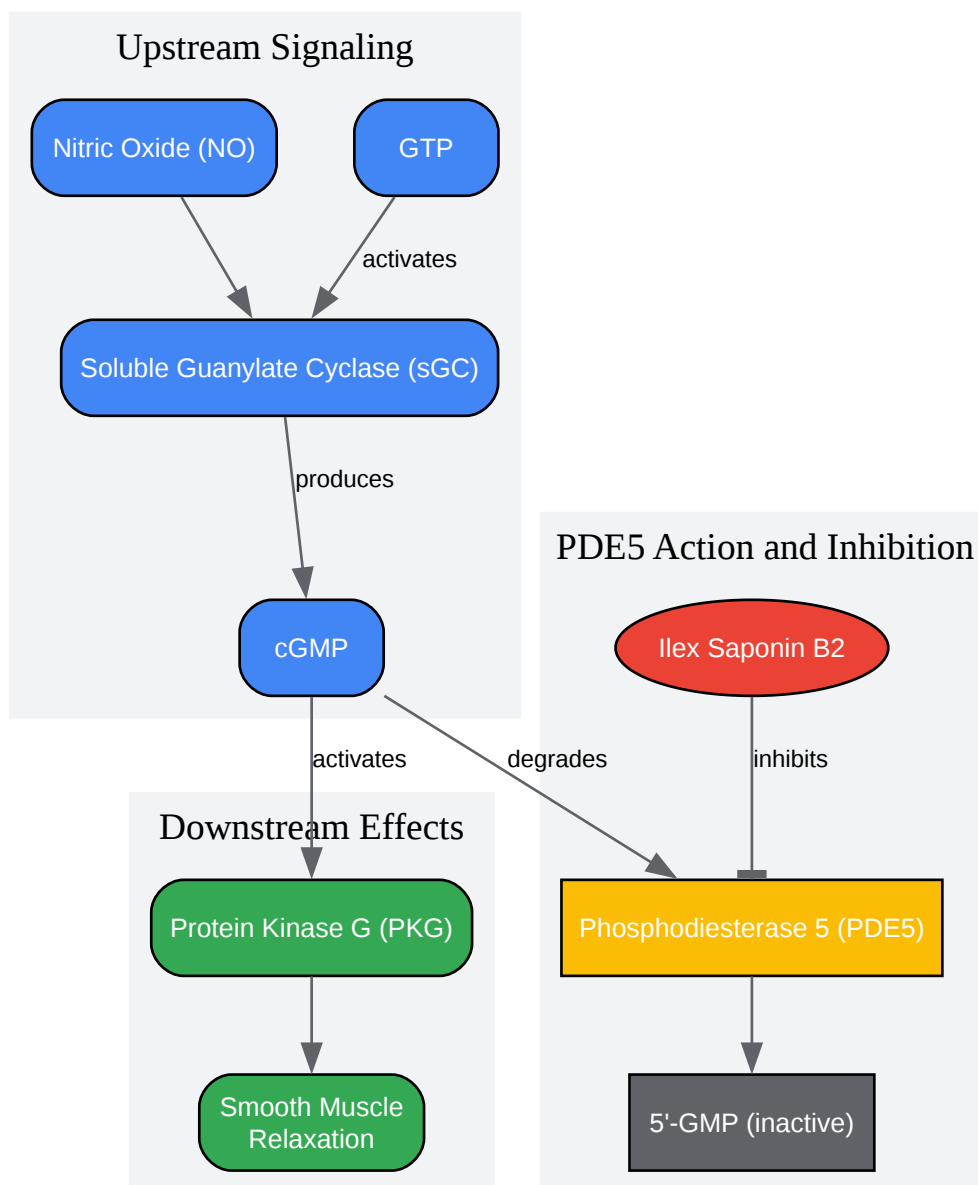 Upstream Signaling
Nitric Oxide (NO)
GTP
activates
Soluble Guanylate Cyclase (sGC)
produces
PDE5 Action and Inhibition
cGMP
Ilex Saponin B2
activates
degrades
inhibits
Downstream Effects
Protein Kinase G (PKG)
Phosphodiesterase 5 (PDE5)
Smooth Muscle
Relaxation
5'-GMP (inactive)